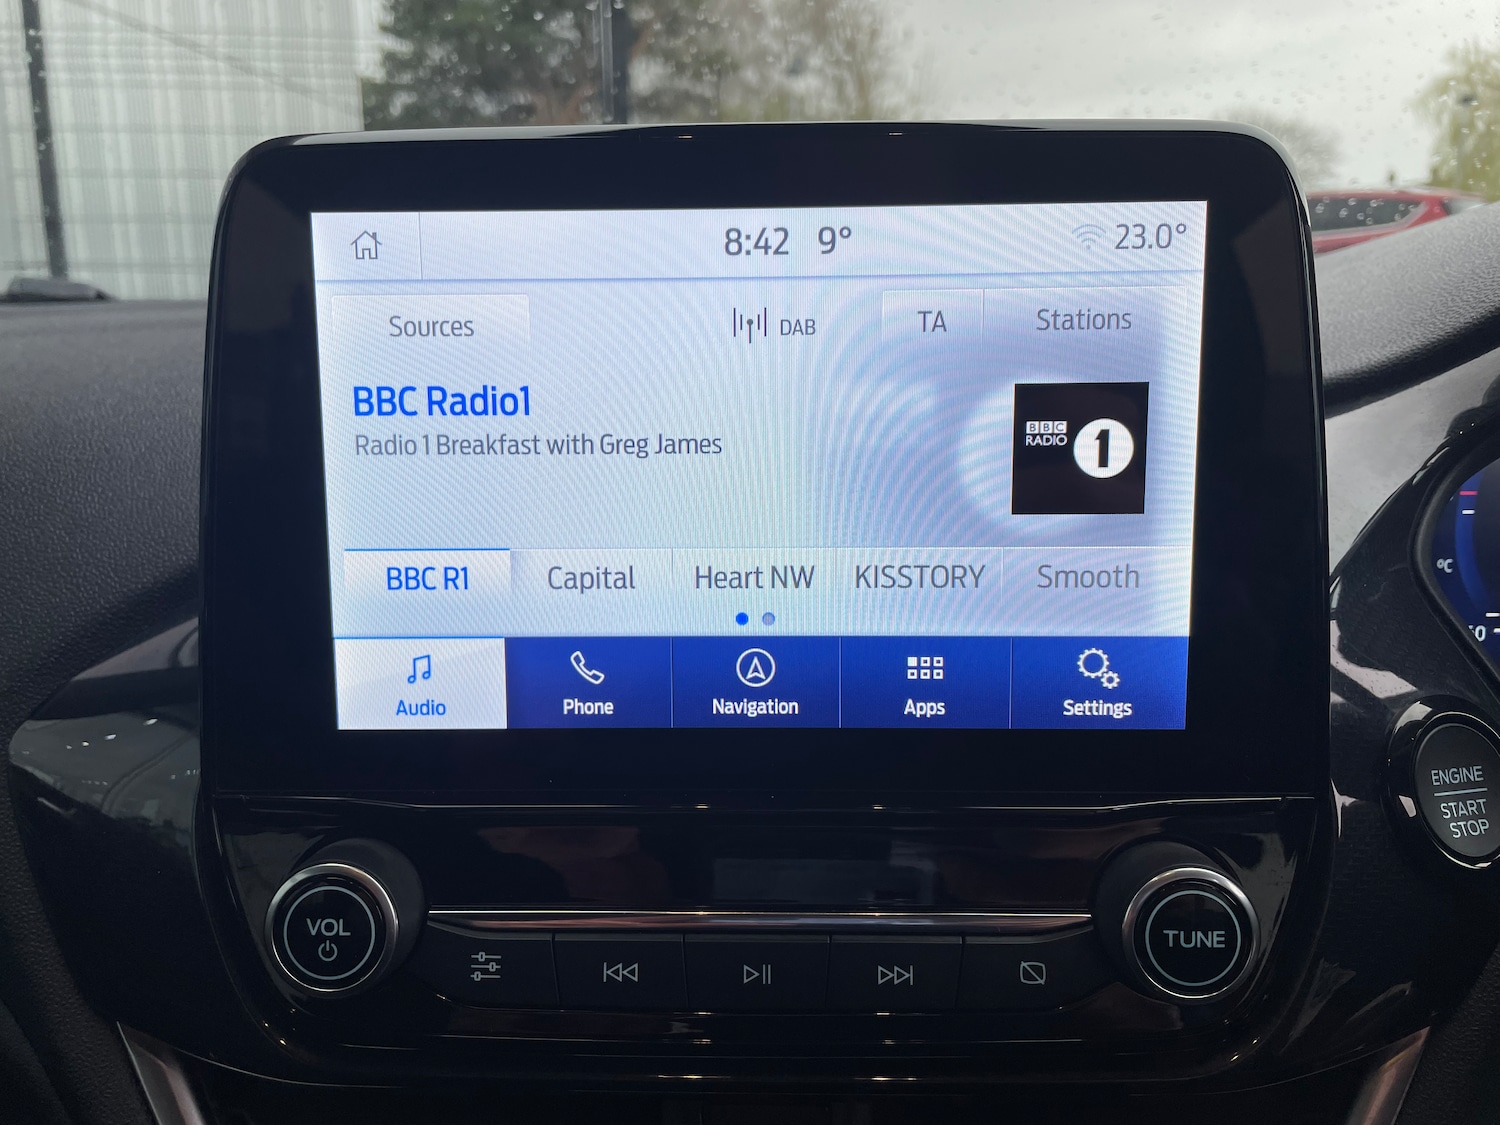 8:42 9° 23.0°
Sources DAB TA Stations
BBC Radio1
Radio 1 Breakfast with Greg James
BBC
RADIO 1
BBC R1 Capital Heart NW KISSTORY Smooth
Audio Phone Navigation Apps Settings
°C
ENGINE
START
STOP
VOL
TUNE